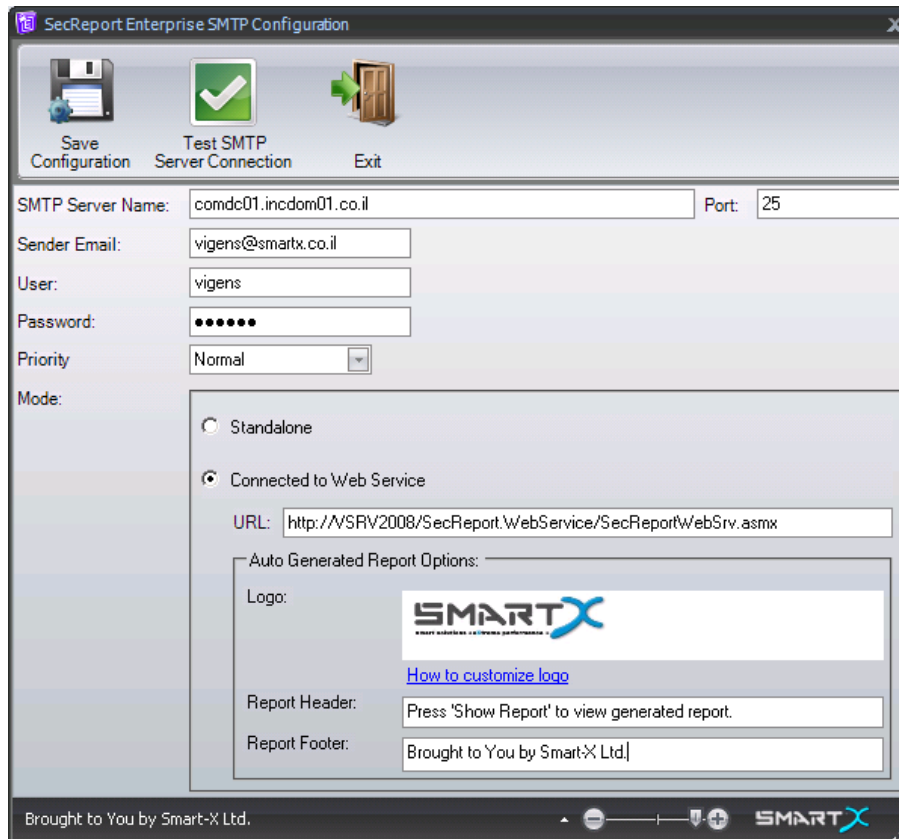 SecReport Enterprise SMTP Configuration
X
Save
Configuration
Test SMTP
Server Connection
Exit
SMTP Server Name:
comdc01.incdom01.co.il
Port:
25
Sender Email:
vigens@smartx.co.il
User:
vigens
Password:
●●●●●●
Priority
Normal
Mode:
Standalone
Connected to Web Service
URL:
http://VSRV2008/SecReport.WebService/SecReportWebSrv.asmx
Auto Generated Report Options:
Logo:
SMARTX
How to customize logo
Report Header:
Press 'Show Report' to view generated report.
Report Footer:
Brought to You by Smart-X Ltd.
Brought to You by Smart-X Ltd.
SMARTX